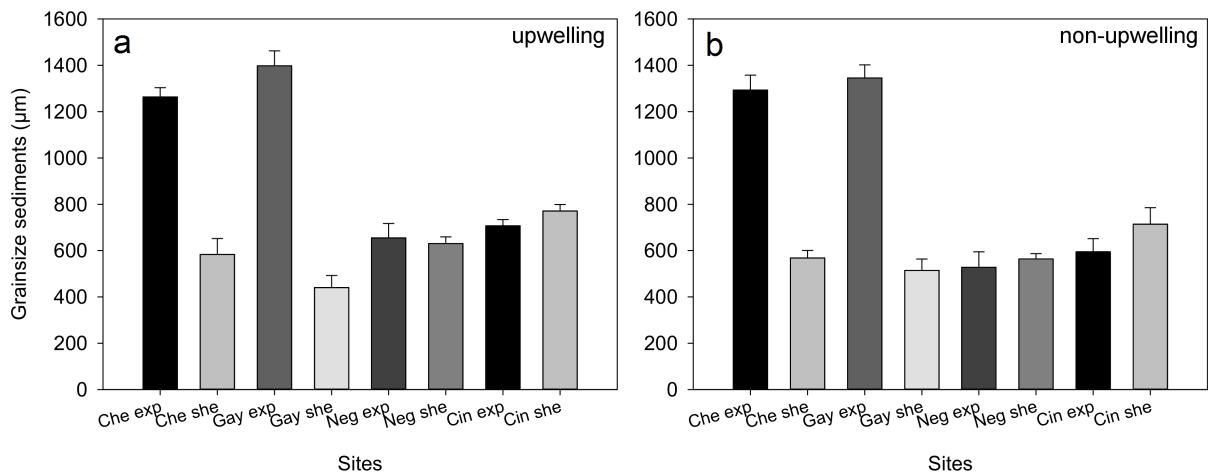 a
upwelling
Grainsize sediments (µm)
1600
1400
1200
1000
800
600
400
200
0
Che exp
Che she
Gay exp
Gay she
Neg exp
Neg she
Cin exp
Cin she
Sites
b
non-upwelling
1600
1400
1200
1000
800
600
400
200
0
Che exp
Che she
Gay exp
Gay she
Neg exp
Neg she
Cin exp
Cin she
Sites